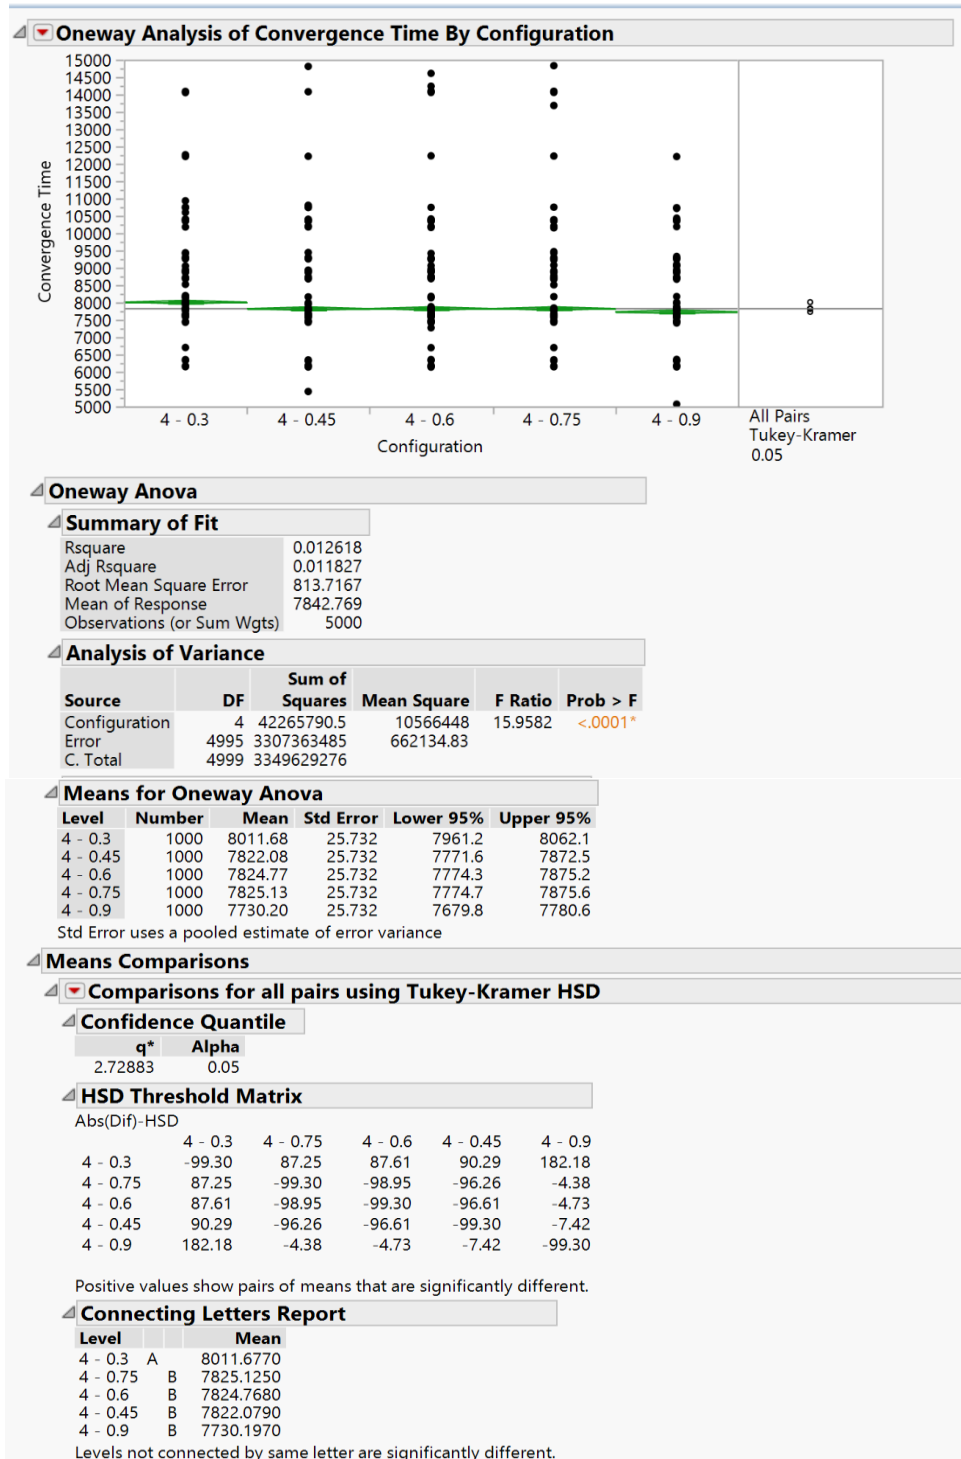 Oneway Analysis of Convergence Time By Configuration
15000
14500
14000
13500
13000
12500
12000
11500
11000
10500
10000
9500
9000
8500
8000
7500
7000
6500
6000
5500
5000
Convergence Time
4 - 0.3 4 - 0.45 4 - 0.6 4 - 0.75 4 - 0.9
Configuration
All Pairs
Tukey-Kramer
0.05
Oneway Anova
Summary of Fit
Rsquare 0.012618
Adj Rsquare 0.011827
Root Mean Square Error 813.7167
Mean of Response 7842.769
Observations (or Sum Wgts) 5000
Analysis of Variance
Sum of
Source DF Squares Mean Square F Ratio Prob > F
Configuration 4 42265790.5 10566448 15.9582 <.0001*
Error 4995 3307363485 662134.83
C. Total 4999 3349629276
Means for Oneway Anova
Level Number Mean Std Error Lower 95% Upper 95%
4 - 0.3 1000 8011.68 25.732 7961.2 8062.1
4 - 0.45 1000 7822.08 25.732 7771.6 7872.5
4 - 0.6 1000 7824.77 25.732 7774.3 7875.2
4 - 0.75 1000 7825.13 25.732 7774.7 7875.6
4 - 0.9 1000 7730.20 25.732 7679.8 7780.6
Std Error uses a pooled estimate of error variance
Means Comparisons
Comparisons for all pairs using Tukey-Kramer HSD
Confidence Quantile
q* Alpha
2.72883 0.05
HSD Threshold Matrix
Abs(Dif)-HSD
4 - 0.3 4 - 0.75 4 - 0.6 4 - 0.45 4 - 0.9
4 - 0.3 -99.30 87.25 87.61 90.29 182.18
4 - 0.75 87.25 -99.30 -98.95 -96.26 -4.38
4 - 0.6 87.61 -98.95 -99.30 -96.61 -4.73
4 - 0.45 90.29 -96.26 -96.61 -99.30 -7.42
4 - 0.9 182.18 -4.38 -4.73 -7.42 -99.30
Positive values show pairs of means that are significantly different.
Connecting Letters Report
Level Mean
4 - 0.3 A 8011.6770
4 - 0.75 B 7825.1250
4 - 0.6 B 7824.7680
4 - 0.45 B 7822.0790
4 - 0.9 B 7730.1970
Levels not connected by same letter are significantly different.